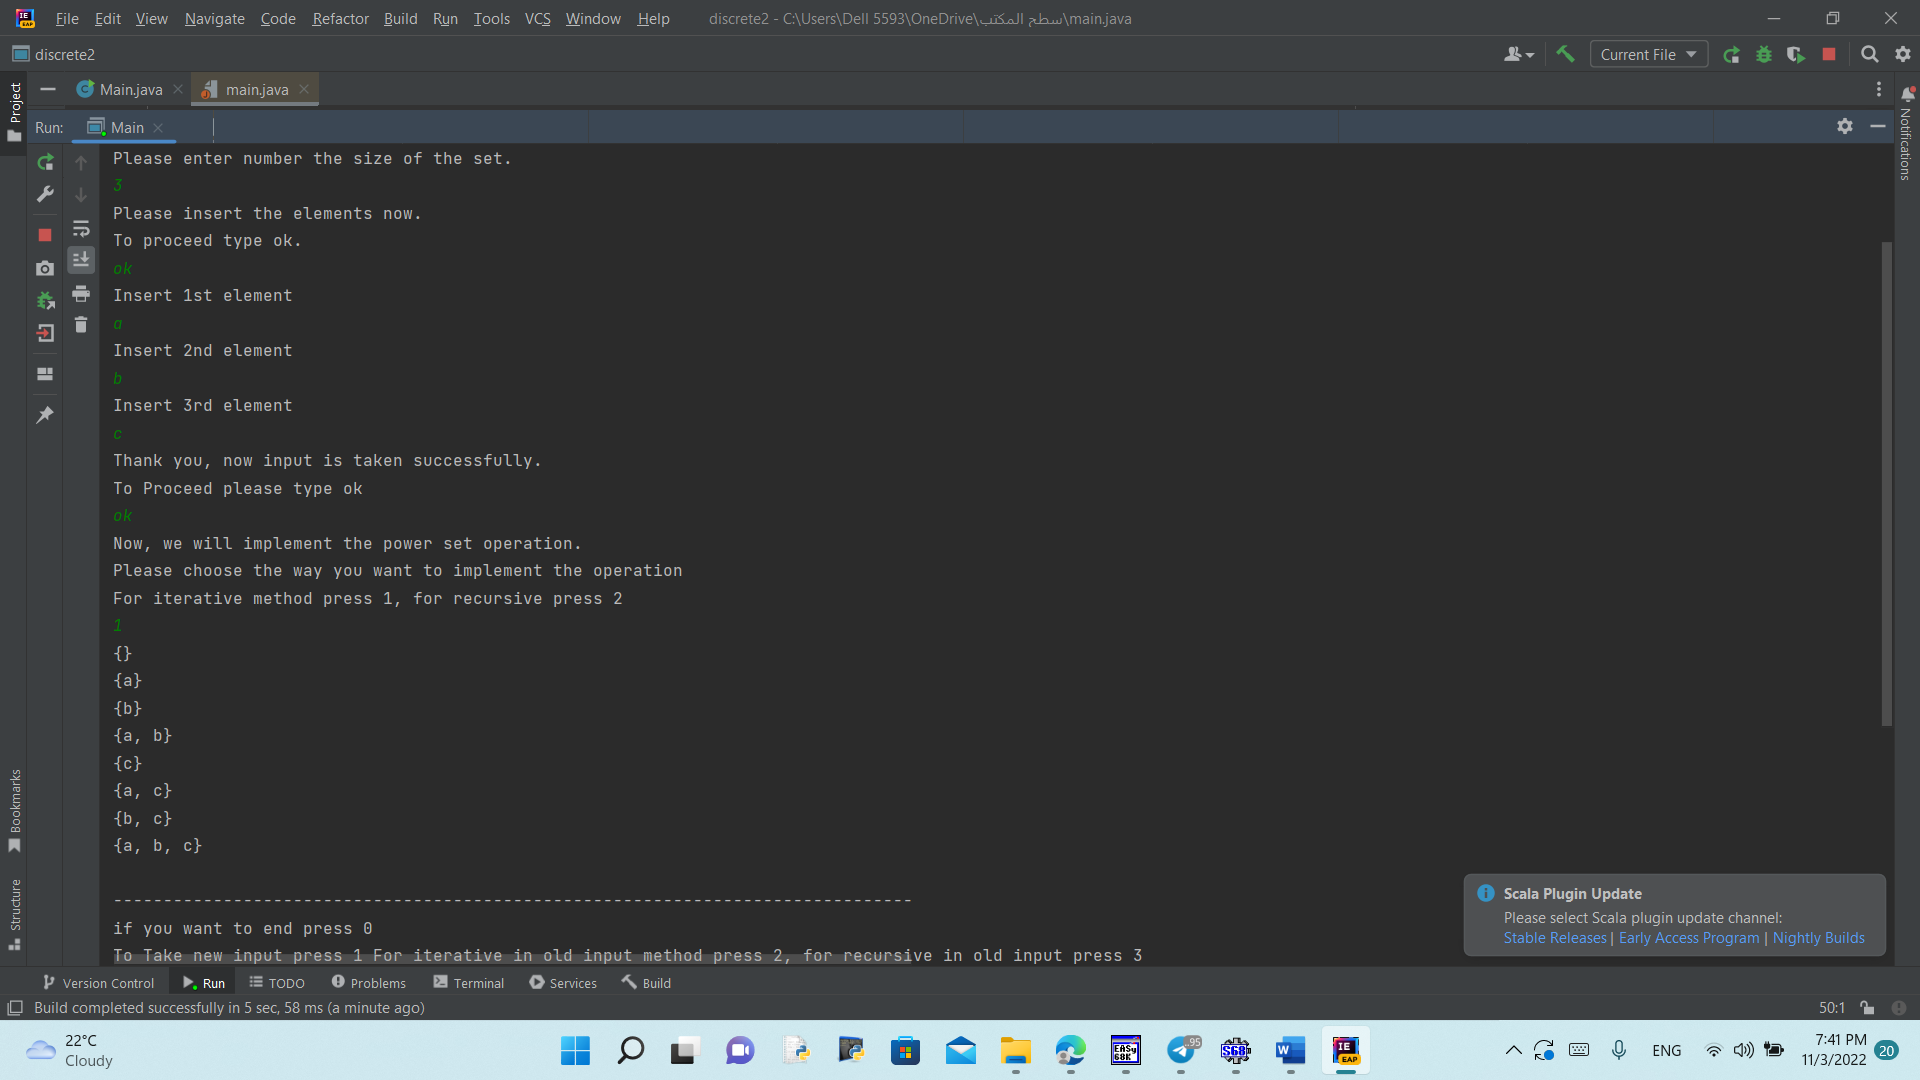 File Edit View Navigate Code Refactor Build Run Tools VCS Window Help discrete2 - C:\Users\Dell 5593\OneDrive\سطح المكتب\main.java
discrete2 Current File
Project
Main.java main.java
Notifications
Run: Main
Please enter number the size of the set.
3
Please insert the elements now.
To proceed type ok.
ok
Insert 1st element
a
Insert 2nd element
b
Insert 3rd element
c
Thank you, now input is taken successfully.
To Proceed please type ok
ok
Now, we will implement the power set operation.
Please choose the way you want to implement the operation
For iterative method press 1, for recursive press 2
1
{}
{a}
{b}
{a, b}
{c}
{a, c}
{b, c}
{a, b, c}
--------------------------------------------------------------------------------
if you want to end press 0
To Take new input press 1 For iterative in old input method press 2, for recursive in old input press 3
Bookmarks
Structure
Scala Plugin Update
Please select Scala plugin update channel:
Stable Releases | Early Access Program | Nightly Builds
Version Control Run TODO Problems Terminal Services Build
Build completed successfully in 5 sec, 58 ms (a minute ago) 50:1
22°C
Cloudy
EASy
68K
95
S68
W
IE
EAP
ENG
7:41 PM
11/3/2022
20